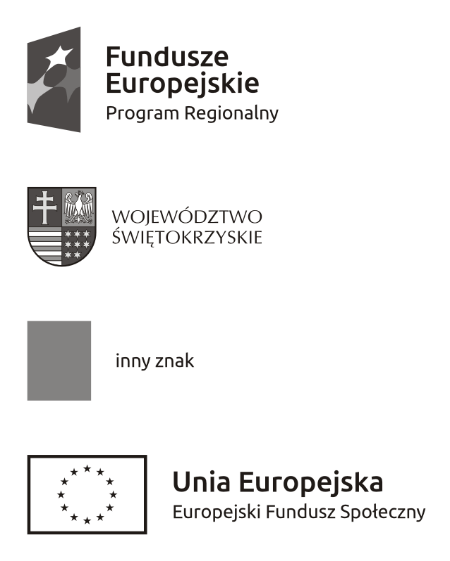 Fundusze
Europejskie
Program Regionalny
WOJEWÓDZTWO
ŚWIĘTOKRZYSKIE
inny znak
Unia Europejska
Europejski Fundusz Społeczny